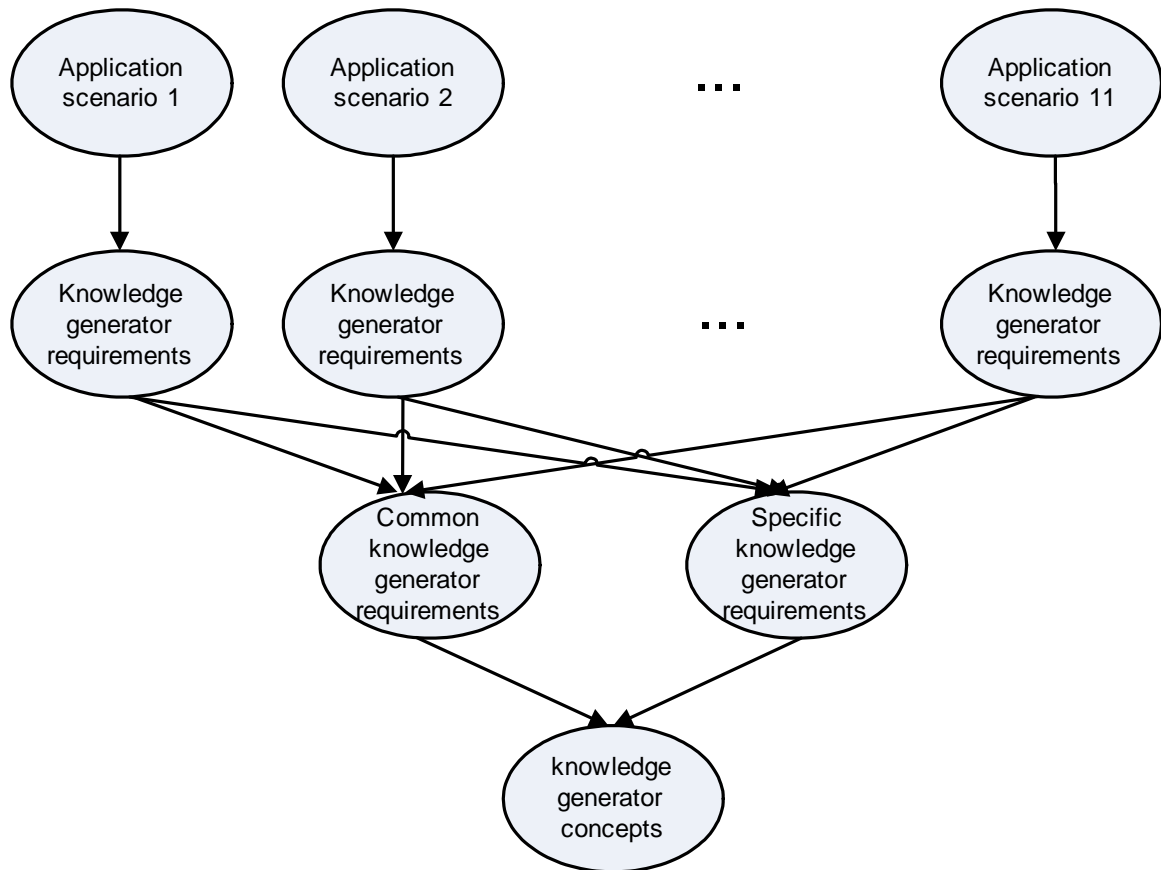 Application
scenario 1
Application
scenario 2
...
Application
scenario 11
Knowledge
generator
requirements
Knowledge
generator
requirements
...
Knowledge
generator
requirements
Common
knowledge
generator
requirements
Specific
knowledge
generator
requirements
knowledge
generator
concepts